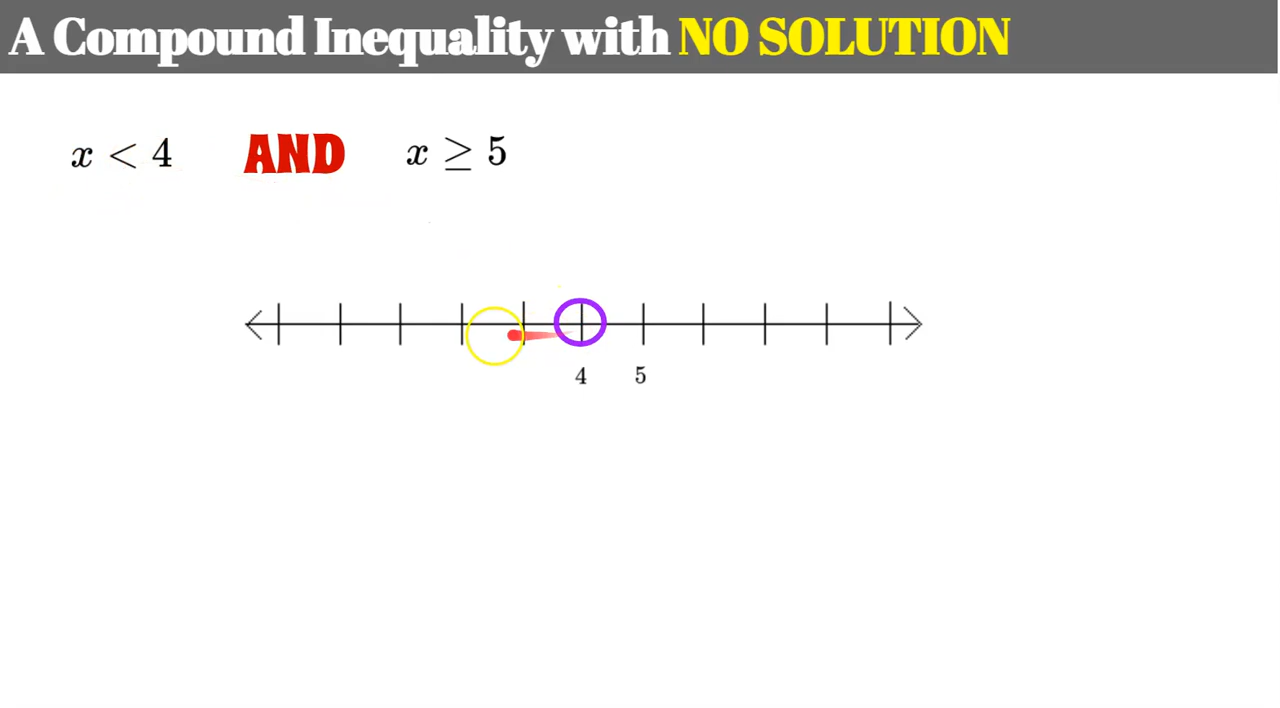 A Compound Inequality with NO SOLUTION
x < 4 AND x ≥ 5
4 5